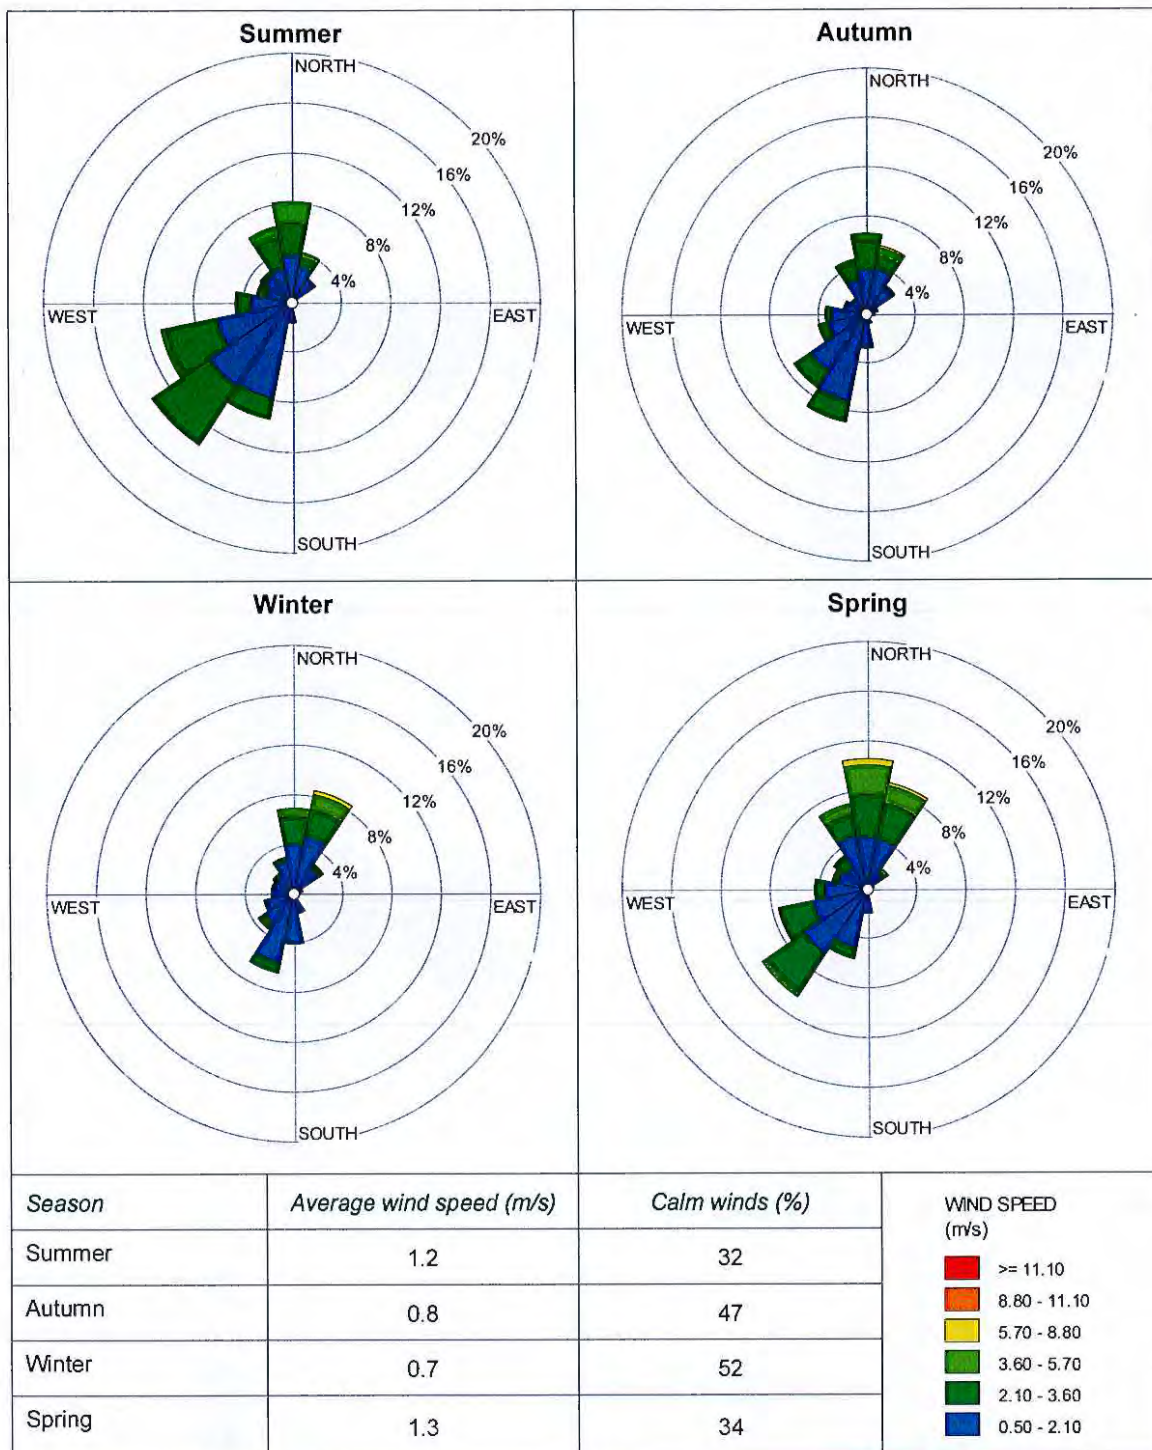 Summer
NORTH
20%
16%
12%
8%
4%
WEST
EAST
SOUTH
Autumn
NORTH
20%
16%
12%
8%
4%
WEST
EAST
SOUTH
Winter
NORTH
20%
16%
12%
8%
4%
WEST
EAST
SOUTH
Spring
NORTH
20%
16%
12%
8%
4%
WEST
EAST
SOUTH
Season Average wind speed (m/s) Calm winds (%)
Summer 1.2 32
Autumn 0.8 47
Winter 0.7 52
Spring 1.3 34
WIND SPEED
(m/s)
>= 11.10
8.80 - 11.10
5.70 - 8.80
3.60 - 5.70
2.10 - 3.60
0.50 - 2.10